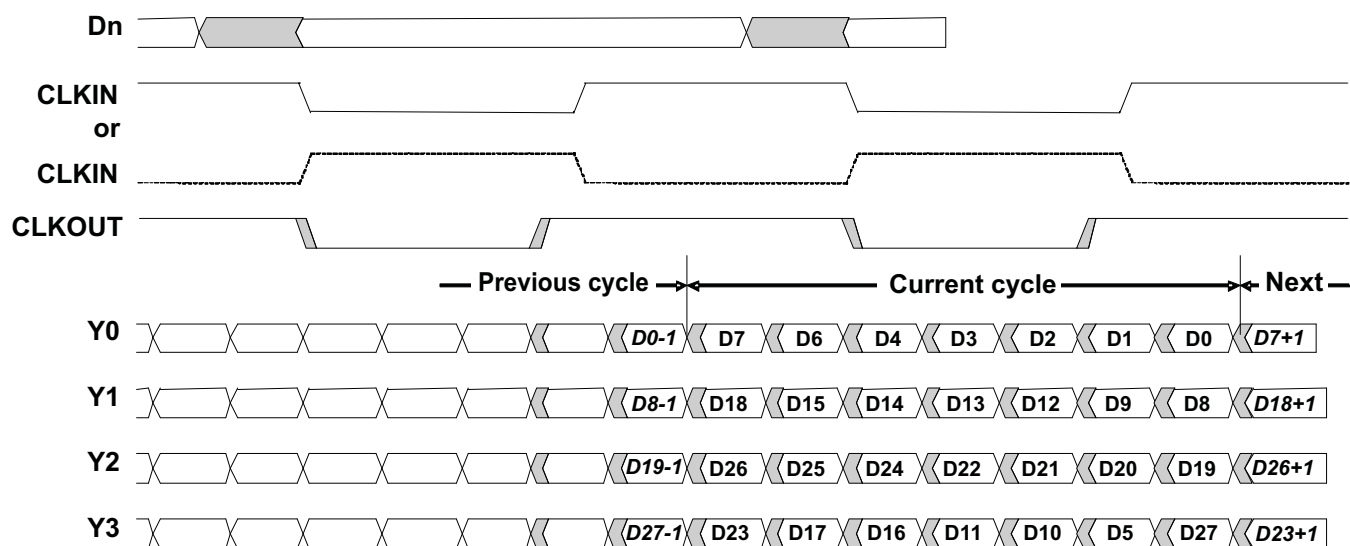 Dn
CLKIN
or
CLKIN
CLKOUT
Previous cycle Current cycle Next
Y0 D0-1 D7 D6 D4 D3 D2 D1 D0 D7+1
Y1 D8-1 D18 D15 D14 D13 D12 D9 D8 D18+1
Y2 D19-1 D26 D25 D24 D22 D21 D20 D19 D26+1
Y3 D27-1 D23 D17 D16 D11 D10 D5 D27 D23+1